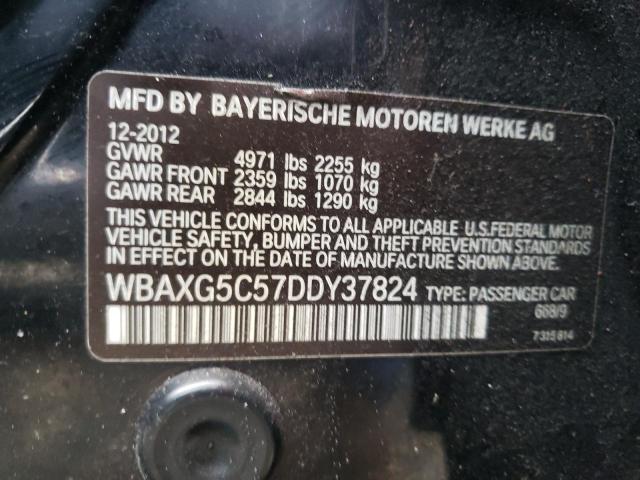 MFD BY BAYERISCHE MOTOREN WERKE AG
12-2012
GVWR 4971 lbs 2255 kg
GAWR FRONT 2359 lbs 1070 kg
GAWR REAR 2844 lbs 1290 kg
THIS VEHICLE CONFORMS TO ALL APPLICABLE U.S.FEDERAL MOTOR
VEHICLE SAFETY, BUMPER AND THEFT PREVENTION STANDARDS
IN EFFECT ON THE DATE OF MANUFACTURE SHOWN ABOVE.
WBAXG5C57DDY37824 TYPE: PASSENGER CAR
668/9
7315814